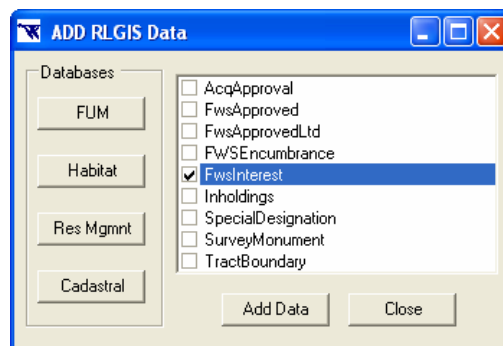 ADD RLGIS Data
Databases
FUM
Habitat
Res Mgmnt
Cadastral
AcqApproval
FwsApproved
FwsApprovedLtd
FWSEncumbrance
FwsInterest
Inholdings
SpecialDesignation
SurveyMonument
TractBoundary
Add Data
Close